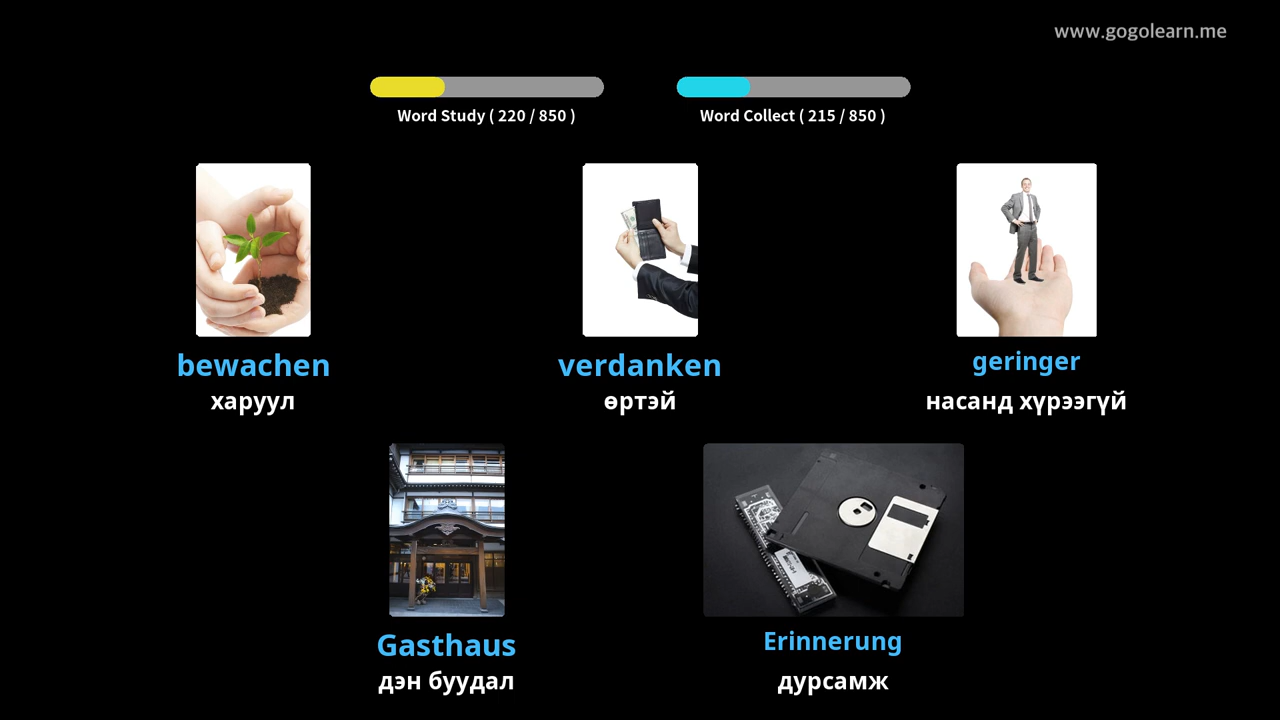 www.gogolearn.me
Word Study ( 220 / 850 )
Word Collect ( 215 / 850 )
bewachen
харуул
verdanken
өртэй
geringer
насанд хүрээгүй
Gasthaus
дэн буудал
Erinnerung
дурсамж